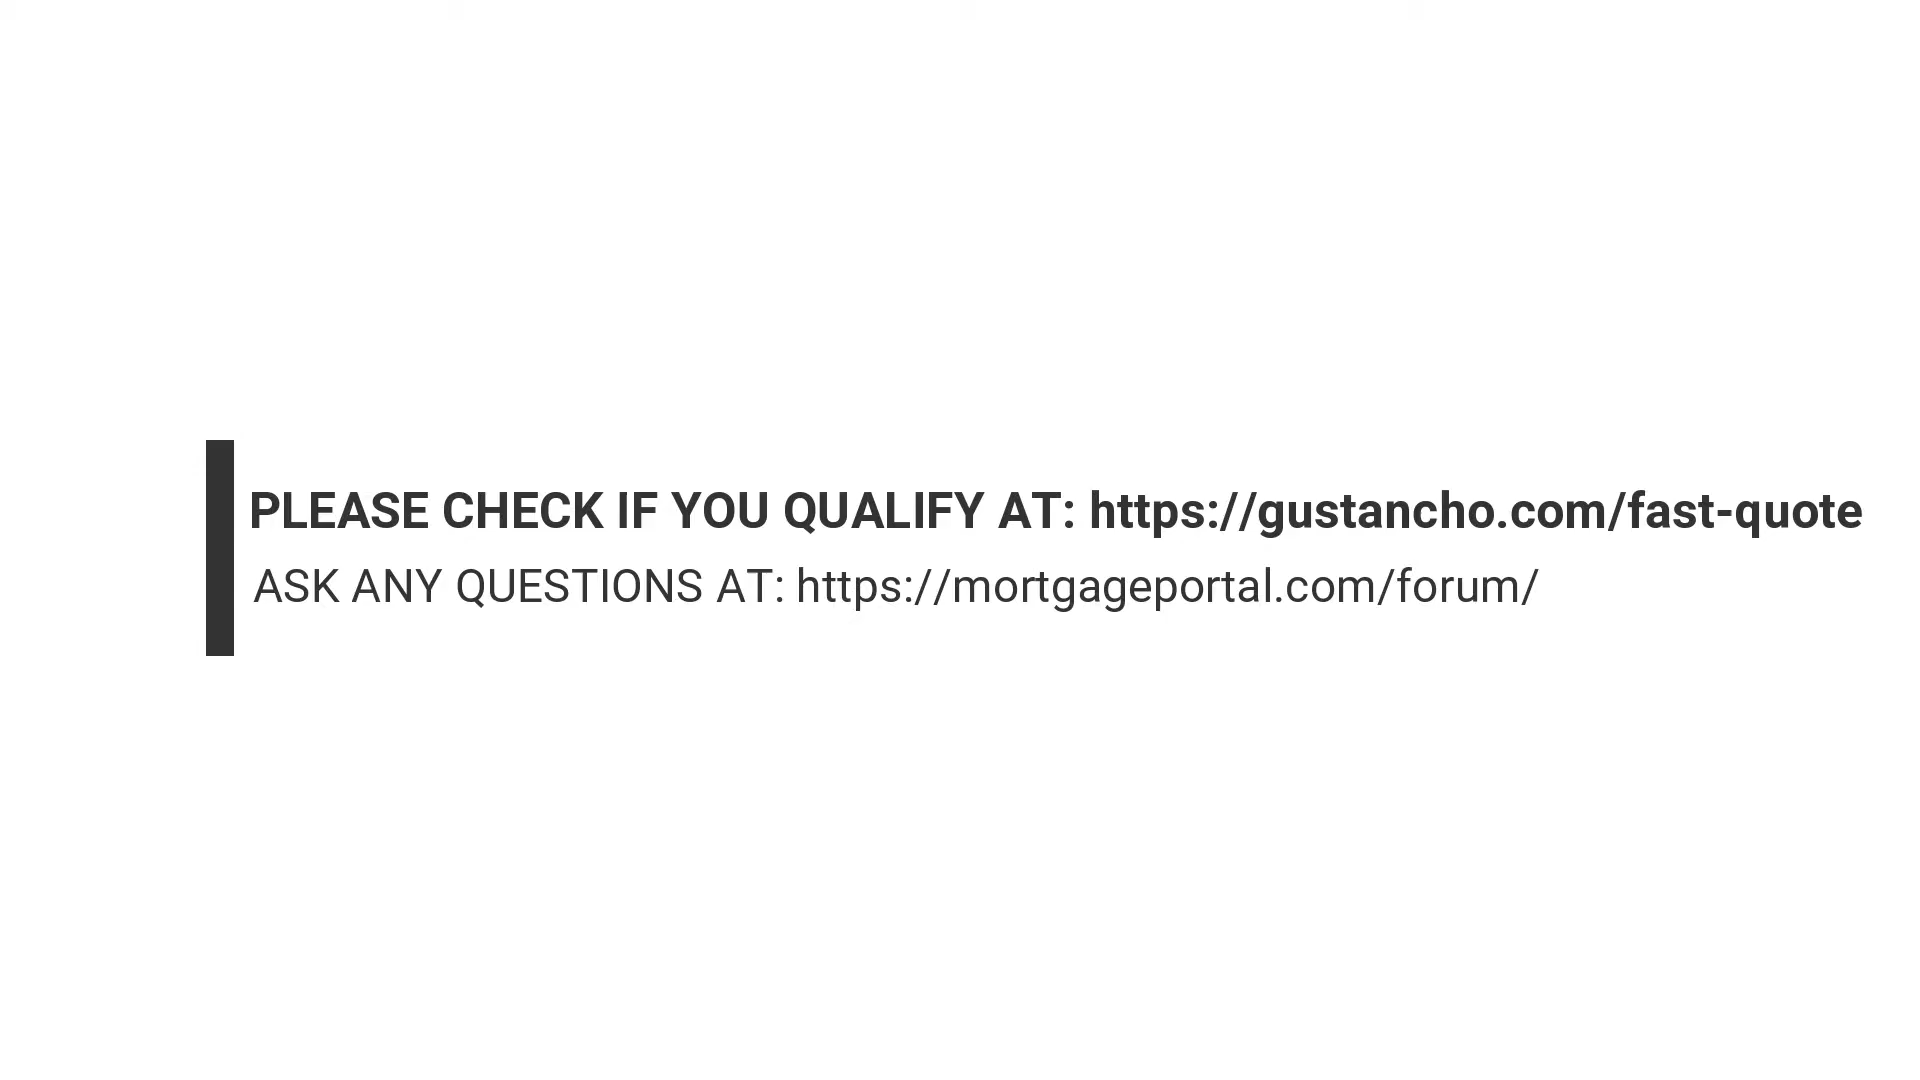 PLEASE CHECK IF YOU QUALIFY AT: https://gustancho.com/fast-quote
ASK ANY QUESTIONS AT: https://mortgageportal.com/forum/